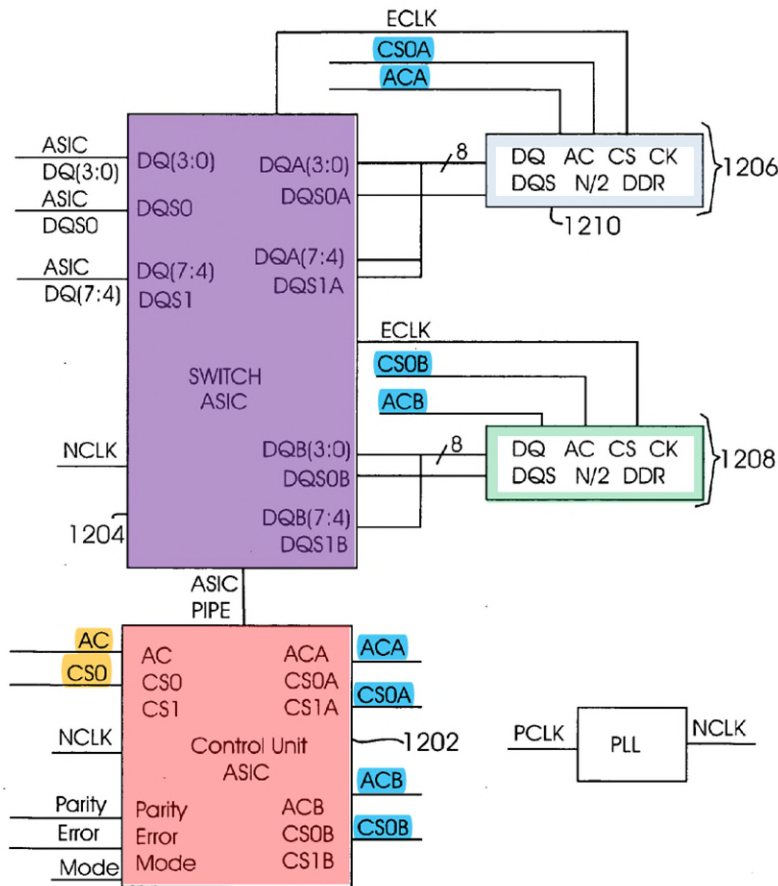 ECLK
CS0A
ACA
ASIC
DQ(3:0)
ASIC
DQS0
ASIC
DQ(7:4)
DQ(3:0)
DQS0
DQ(7:4)
DQS1
DQA(3:0)
DQS0A
DQA(7:4)
DQS1A
8
DQ AC CS CK
DQS N/2 DDR
1206
1210
SWITCH
ASIC
ECLK
CS0B
ACB
NCLK
DQB(3:0)
DQS0B
DQB(7:4)
DQS1B
8
DQ AC CS CK
DQS N/2 DDR
1208
1204
ASIC
PIPE
AC
CS0
NCLK
Parity
Error
Mode
AC
CS0
CS1
ACA
CS0A
CS1A
Control Unit
ASIC
Parity
Error
Mode
ACB
CS0B
CS1B
ACA
CS0A
1202
ACB
CS0B
PCLK
PLL
NCLK